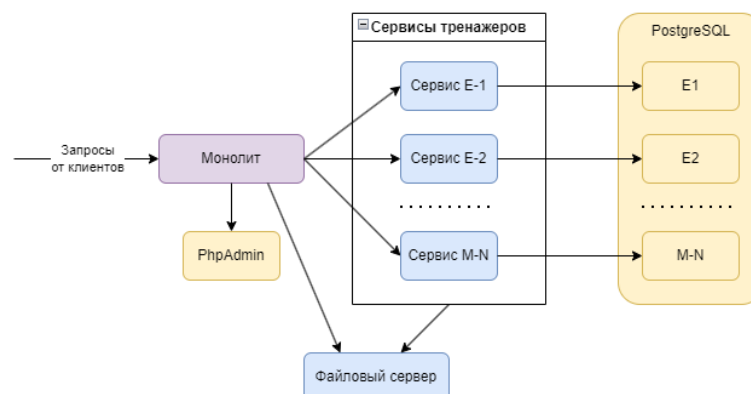 Сервисы тренажеров
PostgreSQL
Сервис E-1
E1
Запросы
от клиентов
Монолит
Сервис E-2
E2
PhpAdmin
Сервис M-N
M-N
Файловый сервер